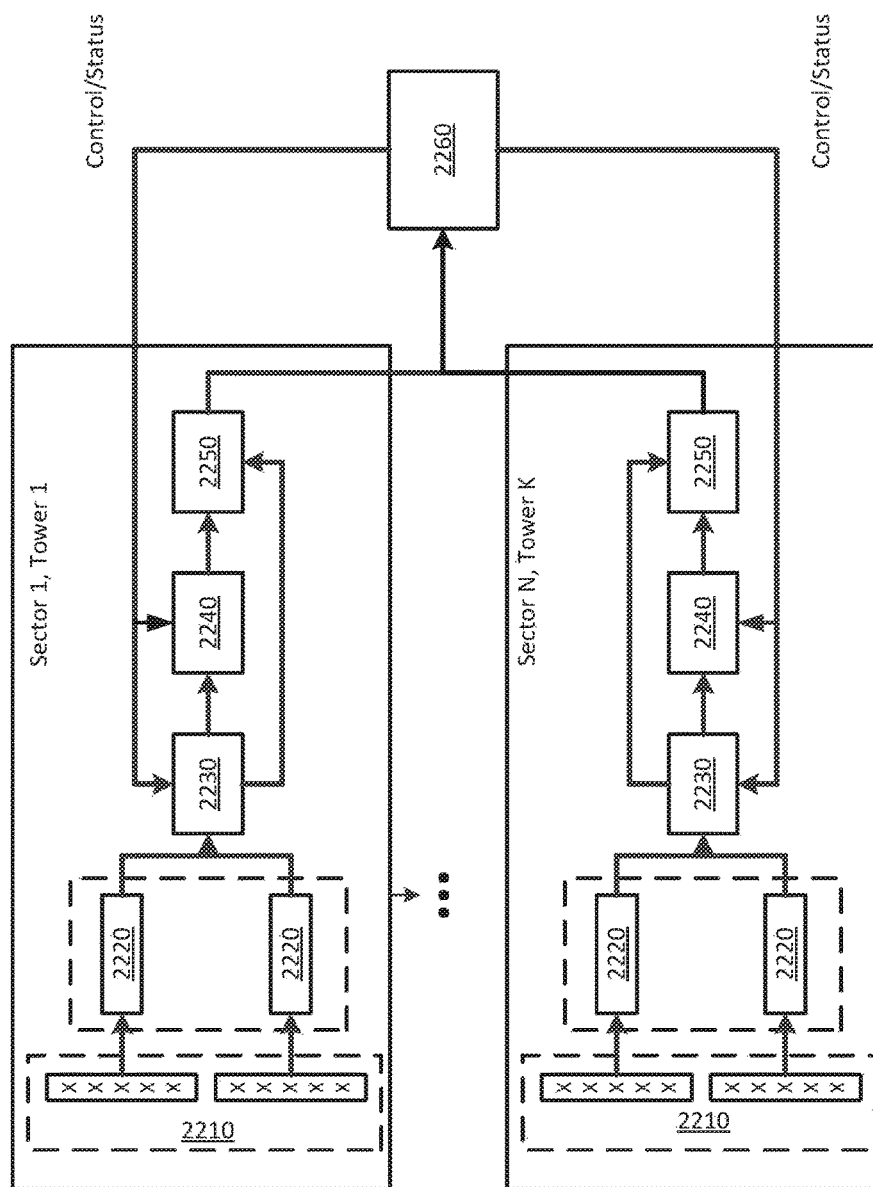 Sector 1, Tower 1
2210
X X X X X
X X X X X
2220
2220
2230
2240
2250
Control/Status
2260
Sector N, Tower K
2210
X X X X X
X X X X X
2220
2220
2230
2240
2250
Control/Status